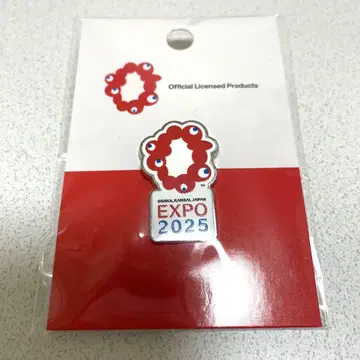 Official Licensed Products
OSAKA, KANSAI, JAPAN
EXPO
2025